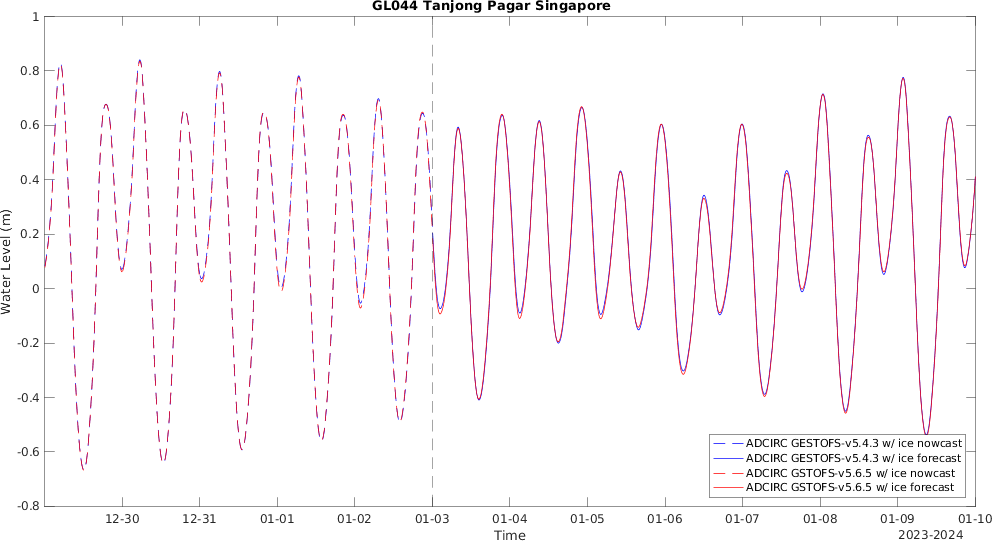 GL044 Tanjong Pagar Singapore
Water Level (m)
1
0.8
0.6
0.4
0.2
0
-0.2
-0.4
-0.6
-0.8
ADCIRC GESTOFS-v5.4.3 w/ ice nowcast
ADCIRC GESTOFS-v5.4.3 w/ ice forecast
ADCIRC GSTOFS-v5.6.5 w/ ice nowcast
ADCIRC GSTOFS-v5.6.5 w/ ice forecast
12-30 12-31 01-01 01-02 01-03 01-04 01-05 01-06 01-07 01-08 01-09 01-10
Time
2023-2024